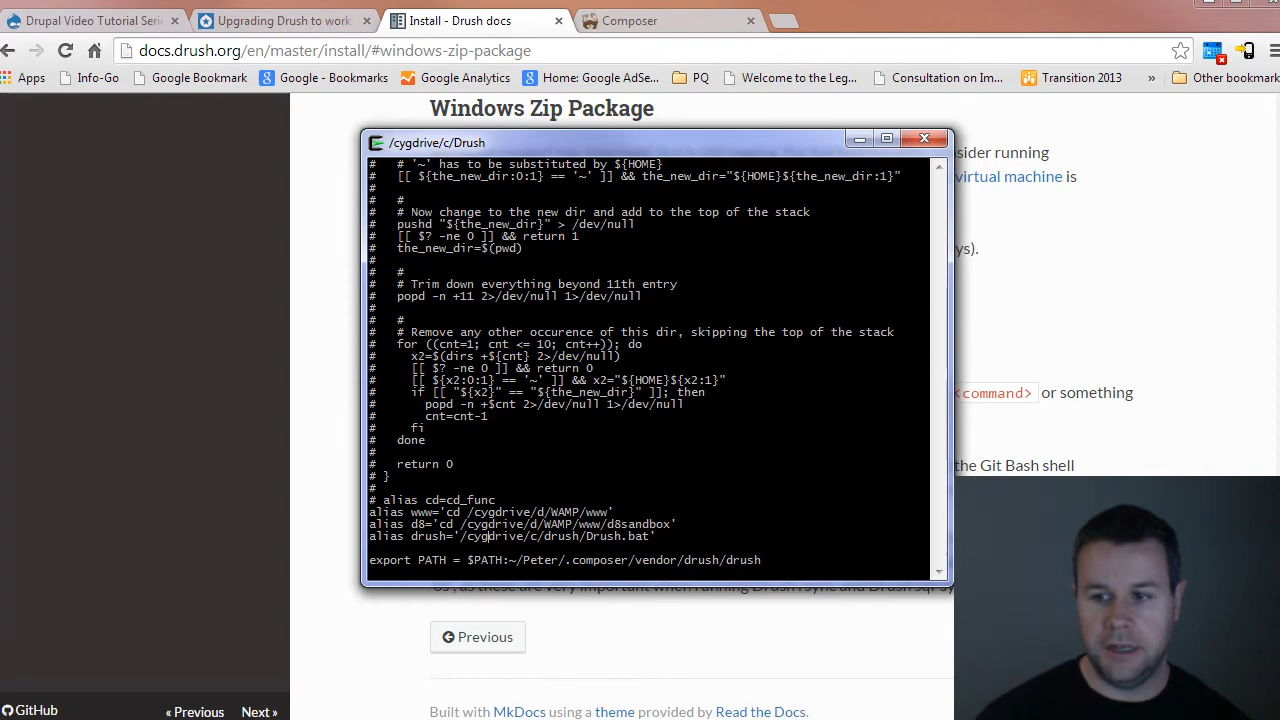 Drupal Video Tutorial Seri
Upgrading Drush to work
Install - Drush docs
Composer
docs.drush.org/en/master/install/#windows-zip-package
Apps
Info-Go
Google Bookmark
Google - Bookmarks
Google Analytics
Home: Google AdSe...
PQ
Welcome to the Leg...
Consultation on Im...
Transition 2013
»
Other bookmark
Windows Zip Package
/cygdrive/c/Drush
nsider running
virtual machine is
ys).
<command> or something
the Git Bash shell
# # '~' has to be substituted by ${HOME}
# [[ ${the_new_dir:0:1} == '~' ]] && the_new_dir="${HOME}${the_new_dir:1}"
#
# #
# # Now change to the new dir and add to the top of the stack
# pushd "${the_new_dir}" > /dev/null
# [[ $? -ne 0 ]] && return 1
# the_new_dir=$(pwd)
#
# #
# # Trim down everything beyond 11th entry
# popd -n +11 2>/dev/null 1>/dev/null
#
# #
# # Remove any other occurence of this dir, skipping the top of the stack
# for ((cnt=1; cnt <= 10; cnt++)); do
# x2=$(dirs +${cnt} 2>/dev/null)
# [[ $? -ne 0 ]] && return 0
# [[ ${x2:0:1} == '~' ]] && x2="${HOME}${x2:1}"
# if [[ "${x2}" == "${the_new_dir}" ]]; then
# popd -n +$cnt 2>/dev/null 1>/dev/null
# cnt=cnt-1
# fi
# done
#
# return 0
# }
#
# alias cd=cd_func
alias www='cd /cygdrive/d/WAMP/www'
alias d8='cd /cygdrive/d/WAMP/www/d8sandbox'
alias drush='/cygdrive/c/drush/Drush.bat'
export PATH = $PATH:~/Peter/.composer/vendor/drush/drush
Previous
GitHub
« Previous
Next »
Built with MkDocs using a theme provided by Read the Docs.